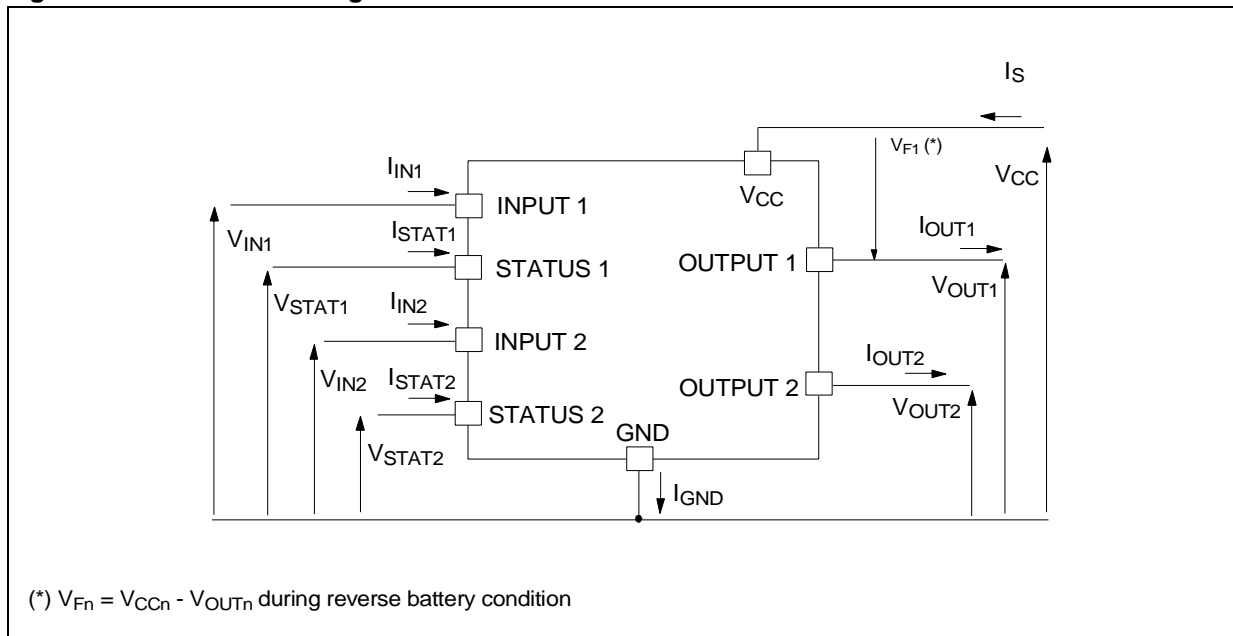 IS
VF1 (*)
VCC
VCC
IIN1
INPUT 1
VIN1
ISTAT1
STATUS 1
OUTPUT 1
IOUT1
VOUT1
VSTAT1
IIN2
INPUT 2
VIN2
ISTAT2
STATUS 2
OUTPUT 2
IOUT2
VOUT2
VSTAT2
GND
IGND
(*) VFn = VCCn - VOUTn during reverse battery condition